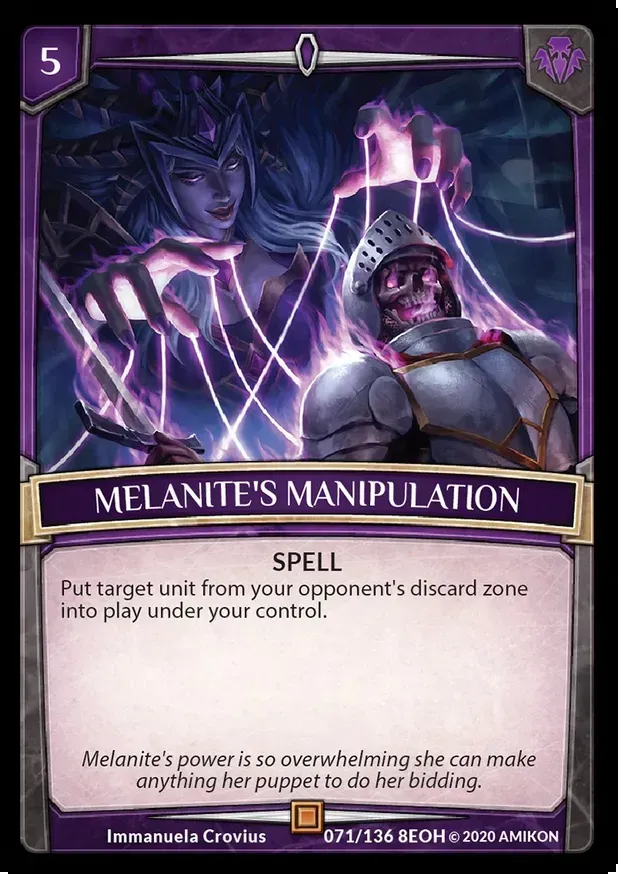 5
MELANITE'S MANIPULATION
SPELL
Put target unit from your opponent's discard zone
into play under your control.
Melanite's power is so overwhelming she can make
anything her puppet to do her bidding.
Immanuela Crovius 071/136 8EOH © 2020 AMIKON